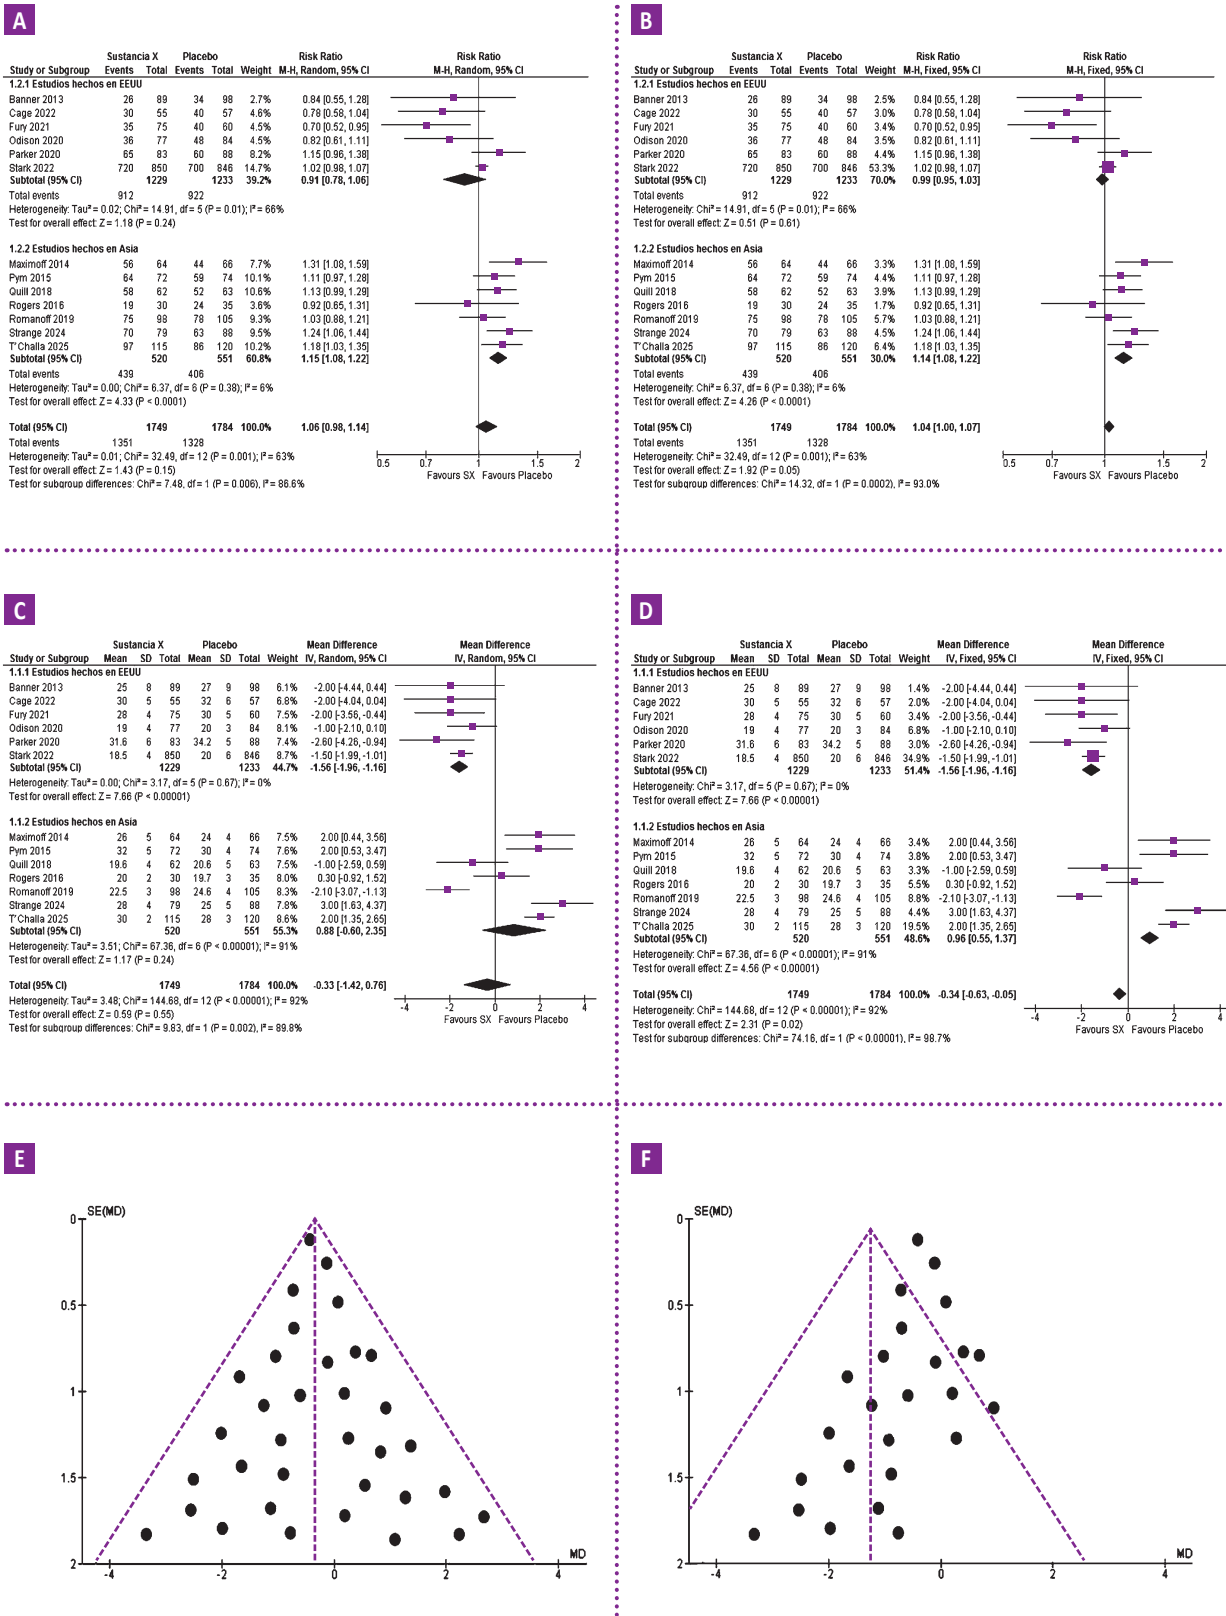 A
Sustancia X Placebo Risk Ratio Risk Ratio
Study or Subgroup Events Total Events Total Weight M-H, Random, 95% CI M-H, Random, 95% CI
1.2.1 Estudios hechos en EEUU
Banner 2013 26 89 34 98 2.7% 0.84 [0.55, 1.28]
Cage 2022 30 55 40 57 4.6% 0.78 [0.58, 1.04]
Fury 2021 35 75 40 60 4.3% 0.70 [0.52, 0.95]
Odison 2020 36 77 48 84 4.5% 0.82 [0.61, 1.11]
Parker 2020 65 83 60 88 8.4% 1.15 [0.96, 1.38]
Stark 2022 720 850 700 846 14.7% 1.02 [0.98, 1.07]
Subtotal (95% CI) 1229 1233 39.2% 0.91 [0.78, 1.06]
Total events 912 922
Heterogeneity: Tau² = 0.02; Chi² = 14.91, df = 5 (P = 0.01); I² = 66%
Test for overall effect: Z = 1.18 (P = 0.24)
1.2.2 Estudios hechos en Asia
Maximoff 2014 56 64 44 66 7.7% 1.31 [1.08, 1.59]
Pym 2015 64 72 59 74 10.1% 1.11 [0.97, 1.28]
Quill 2018 58 62 52 63 10.0% 1.13 [0.99, 1.29]
Rogers 2016 19 30 24 35 3.6% 0.92 [0.65, 1.31]
Romanoff 2019 75 98 78 105 9.4% 1.03 [0.88, 1.21]
Strange 2024 70 79 63 88 9.7% 1.24 [1.06, 1.44]
T'Challa 2025 97 115 86 120 10.2% 1.18 [1.03, 1.35]
Subtotal (95% CI) 520 551 60.8% 1.15 [1.08, 1.22]
Total events 439 406
Heterogeneity: Tau² = 0.00; Chi² = 6.37, df = 6 (P = 0.38); I² = 6%
Test for overall effect: Z = 4.33 (P < 0.0001)
Total (95% CI) 1749 1784 100.0% 1.06 [0.98, 1.14]
Total events 1351 1328
Heterogeneity: Tau² = 0.01; Chi² = 32.49, df = 12 (P = 0.001); I² = 63%
Test for overall effect: Z = 1.43 (P = 0.15)
Test for subgroup differences: Chi² = 7.48, df = 1 (P = 0.006), I² = 86.6%
0.5 0.7 1 1.5 2
Favours SX Favours Placebo
B
Sustancia X Placebo Risk Ratio Risk Ratio
Study or Subgroup Events Total Events Total Weight M-H, Fixed, 95% CI M-H, Fixed, 95% CI
1.2.1 Estudios hechos en EEUU
Banner 2013 26 89 34 98 2.5% 0.84 [0.55, 1.28]
Cage 2022 30 55 40 57 3.0% 0.78 [0.58, 1.04]
Fury 2021 35 75 40 60 3.4% 0.70 [0.52, 0.95]
Odison 2020 36 77 48 84 3.5% 0.82 [0.61, 1.11]
Parker 2020 65 83 60 88 4.4% 1.15 [0.96, 1.38]
Stark 2022 720 850 700 846 53.3% 1.02 [0.98, 1.07]
Subtotal (95% CI) 1229 1233 70.0% 0.99 [0.95, 1.03]
Total events 912 922
Heterogeneity: Chi² = 14.91, df = 5 (P = 0.01); I² = 66%
Test for overall effect: Z = 0.51 (P = 0.61)
1.2.2 Estudios hechos en Asia
Maximoff 2014 56 64 44 66 3.3% 1.31 [1.08, 1.59]
Pym 2015 64 72 59 74 4.4% 1.11 [0.97, 1.28]
Quill 2018 58 62 52 63 3.9% 1.13 [0.99, 1.29]
Rogers 2016 19 30 24 35 1.7% 0.92 [0.65, 1.31]
Romanoff 2019 75 98 78 105 5.7% 1.03 [0.88, 1.21]
Strange 2024 70 79 63 88 4.5% 1.24 [1.06, 1.44]
T'Challa 2025 97 115 86 120 6.4% 1.18 [1.03, 1.35]
Subtotal (95% CI) 520 551 30.0% 1.14 [1.08, 1.22]
Total events 439 406
Heterogeneity: Chi² = 6.37, df = 6 (P = 0.38); I² = 6%
Test for overall effect: Z = 4.26 (P < 0.0001)
Total (95% CI) 1749 1784 100.0% 1.04 [1.00, 1.07]
Total events 1351 1328
Heterogeneity: Chi² = 32.49, df = 12 (P = 0.001); I² = 63%
Test for overall effect: Z = 1.92 (P = 0.05)
Test for subgroup differences: Chi² = 14.32, df = 1 (P = 0.0002), I² = 93.0%
0.5 0.7 1 1.5 2
Favours SX Favours Placebo
C
Sustancia X Placebo Mean Difference Mean Difference
Study or Subgroup Mean SD Total Mean SD Total Weight IV, Random, 95% CI IV, Random, 95% CI
1.1.1 Estudios hechos en EEUU
Banner 2013 25 8 89 27 9 98 6.1% -2.00 [-4.44, 0.44]
Cage 2022 30 5 55 32 6 57 6.8% -2.00 [-4.04, 0.04]
Fury 2021 28 4 75 30 5 60 7.5% -2.00 [-3.56, -0.44]
Odison 2020 19 4 77 20 3 84 8.1% -1.00 [-2.10, 0.10]
Parker 2020 31.6 6 83 34.2 5 88 7.4% -2.60 [-4.26, -0.94]
Stark 2022 18.5 4 850 20 6 846 8.7% -1.50 [-1.99, -1.01]
Subtotal (95% CI) 1229 1233 44.7% -1.56 [-1.96, -1.16]
Heterogeneity: Tau² = 0.00; Chi² = 3.17, df = 5 (P = 0.67); I² = 0%
Test for overall effect: Z = 7.66 (P < 0.00001)
1.1.2 Estudios hechos en Asia
Maximoff 2014 26 5 64 24 4 66 7.5% 2.00 [0.44, 3.56]
Pym 2015 32 5 72 30 4 74 7.6% 2.00 [0.53, 3.47]
Quill 2018 19.6 4 62 20.6 5 63 7.5% -1.00 [-2.59, 0.59]
Rogers 2016 20 2 30 19.7 3 35 7.9% 0.30 [-0.92, 1.52]
Romanoff 2019 22.5 3 98 24.6 4 105 8.3% -2.10 [-3.07, -1.13]
Strange 2024 28 4 79 25 5 88 7.8% 3.00 [1.63, 4.37]
T'Challa 2025 30 2 115 28 3 120 8.6% 2.00 [1.35, 2.65]
Subtotal (95% CI) 520 551 55.3% 0.88 [-0.60, 2.35]
Heterogeneity: Tau² = 3.51; Chi² = 67.36, df = 6 (P < 0.00001); I² = 91%
Test for overall effect: Z = 1.17 (P = 0.24)
Total (95% CI) 1749 1784 100.0% -0.33 [-1.42, 0.76]
Heterogeneity: Tau² = 3.48; Chi² = 144.68, df = 12 (P < 0.00001); I² = 92%
Test for overall effect: Z = 0.59 (P = 0.55)
Test for subgroup differences: Chi² = 9.83, df = 1 (P = 0.002), I² = 89.8%
-4 -2 0 2 4
Favours SX Favours Placebo
D
Sustancia X Placebo Mean Difference Mean Difference
Study or Subgroup Mean SD Total Mean SD Total Weight IV, Fixed, 95% CI IV, Fixed, 95% CI
1.1.1 Estudios hechos en EEUU
Banner 2013 25 8 89 27 9 98 1.4% -2.00 [-4.44, 0.44]
Cage 2022 30 5 55 32 6 57 2.0% -2.00 [-4.04, 0.04]
Fury 2021 28 4 75 30 5 60 3.4% -2.00 [-3.56, -0.44]
Odison 2020 19 4 77 20 3 84 6.9% -1.00 [-2.10, 0.10]
Parker 2020 31.6 6 83 34.2 5 88 3.0% -2.60 [-4.26, -0.94]
Stark 2022 18.5 4 850 20 6 846 34.9% -1.50 [-1.99, -1.01]
Subtotal (95% CI) 1229 1233 51.4% -1.56 [-1.96, -1.16]
Heterogeneity: Chi² = 3.17, df = 5 (P = 0.67); I² = 0%
Test for overall effect: Z = 7.66 (P < 0.00001)
1.1.2 Estudios hechos en Asia
Maximoff 2014 26 5 64 24 4 66 3.4% 2.00 [0.44, 3.56]
Pym 2015 32 5 72 30 4 74 3.8% 2.00 [0.53, 3.47]
Quill 2018 19.6 4 62 20.6 5 63 3.3% -1.00 [-2.59, 0.59]
Rogers 2016 20 2 30 19.7 3 35 5.5% 0.30 [-0.92, 1.52]
Romanoff 2019 22.5 3 98 24.6 4 105 8.8% -2.10 [-3.07, -1.13]
Strange 2024 28 4 79 25 5 88 4.4% 3.00 [1.63, 4.37]
T'Challa 2025 30 2 115 28 3 120 19.5% 2.00 [1.35, 2.65]
Subtotal (95% CI) 520 551 48.6% 0.96 [0.55, 1.37]
Heterogeneity: Chi² = 67.36, df = 6 (P < 0.00001); I² = 91%
Test for overall effect: Z = 4.56 (P < 0.00001)
Total (95% CI) 1749 1784 100.0% -0.34 [-0.63, -0.05]
Heterogeneity: Chi² = 144.68, df = 12 (P < 0.00001); I² = 92%
Test for overall effect: Z = 2.31 (P = 0.02)
Test for subgroup differences: Chi² = 74.16, df = 1 (P < 0.00001), I² = 98.7%
-4 -2 0 2 4
Favours SX Favours Placebo
E
SE(MD)
0
0.5
1
1.5
2
-4 -2 0 2 4
MD
F
SE(MD)
0
0.5
1
1.5
2
-4 -2 0 2 4
MD